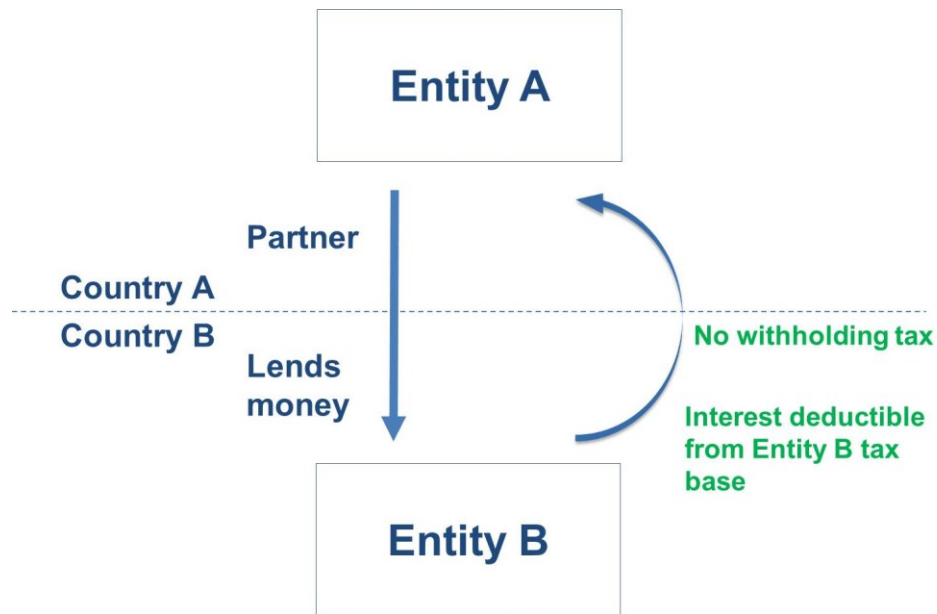 Entity A
Partner
Country A
Country B
No withholding tax
Lends
money
Interest deductible
from Entity B tax
base
Entity B